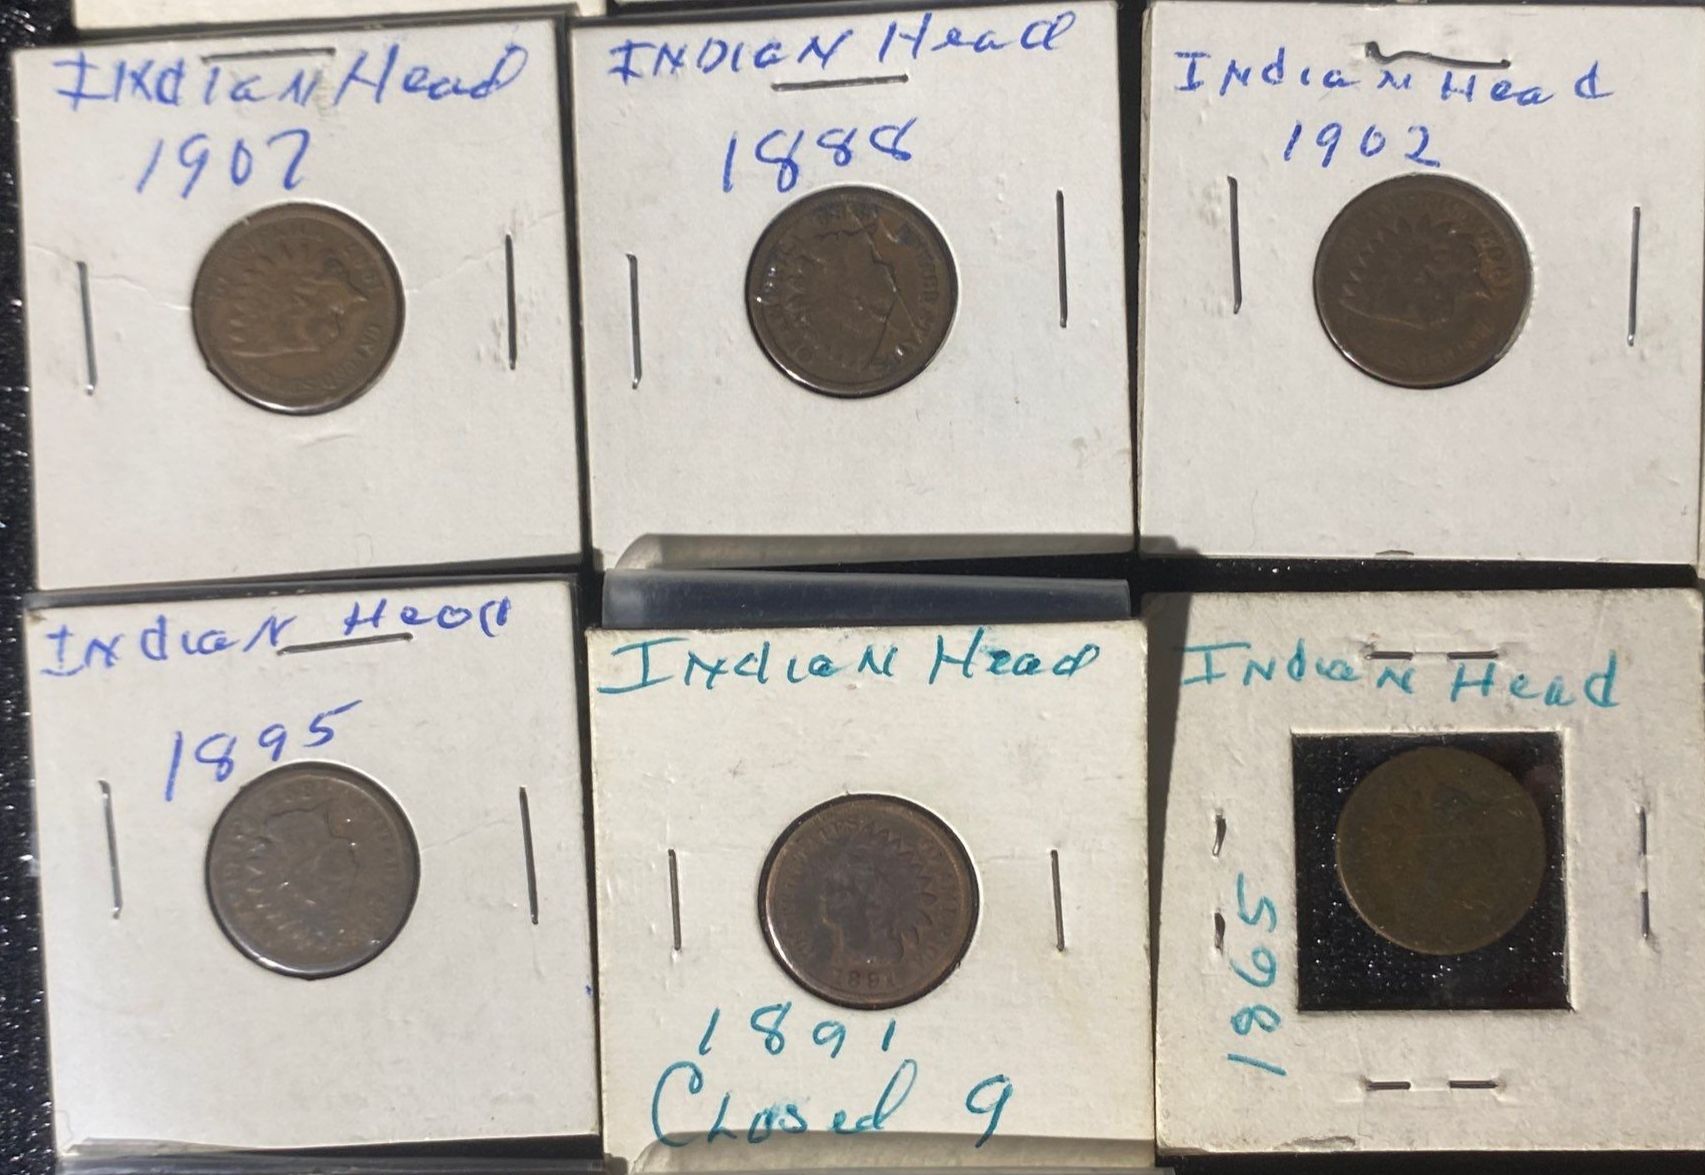 Indian Head
1907
Indian Head
1888
Indian Head
1902
Indian Head
1895
Indian Head
1891
1891
Closed 9
Indian Head
1865